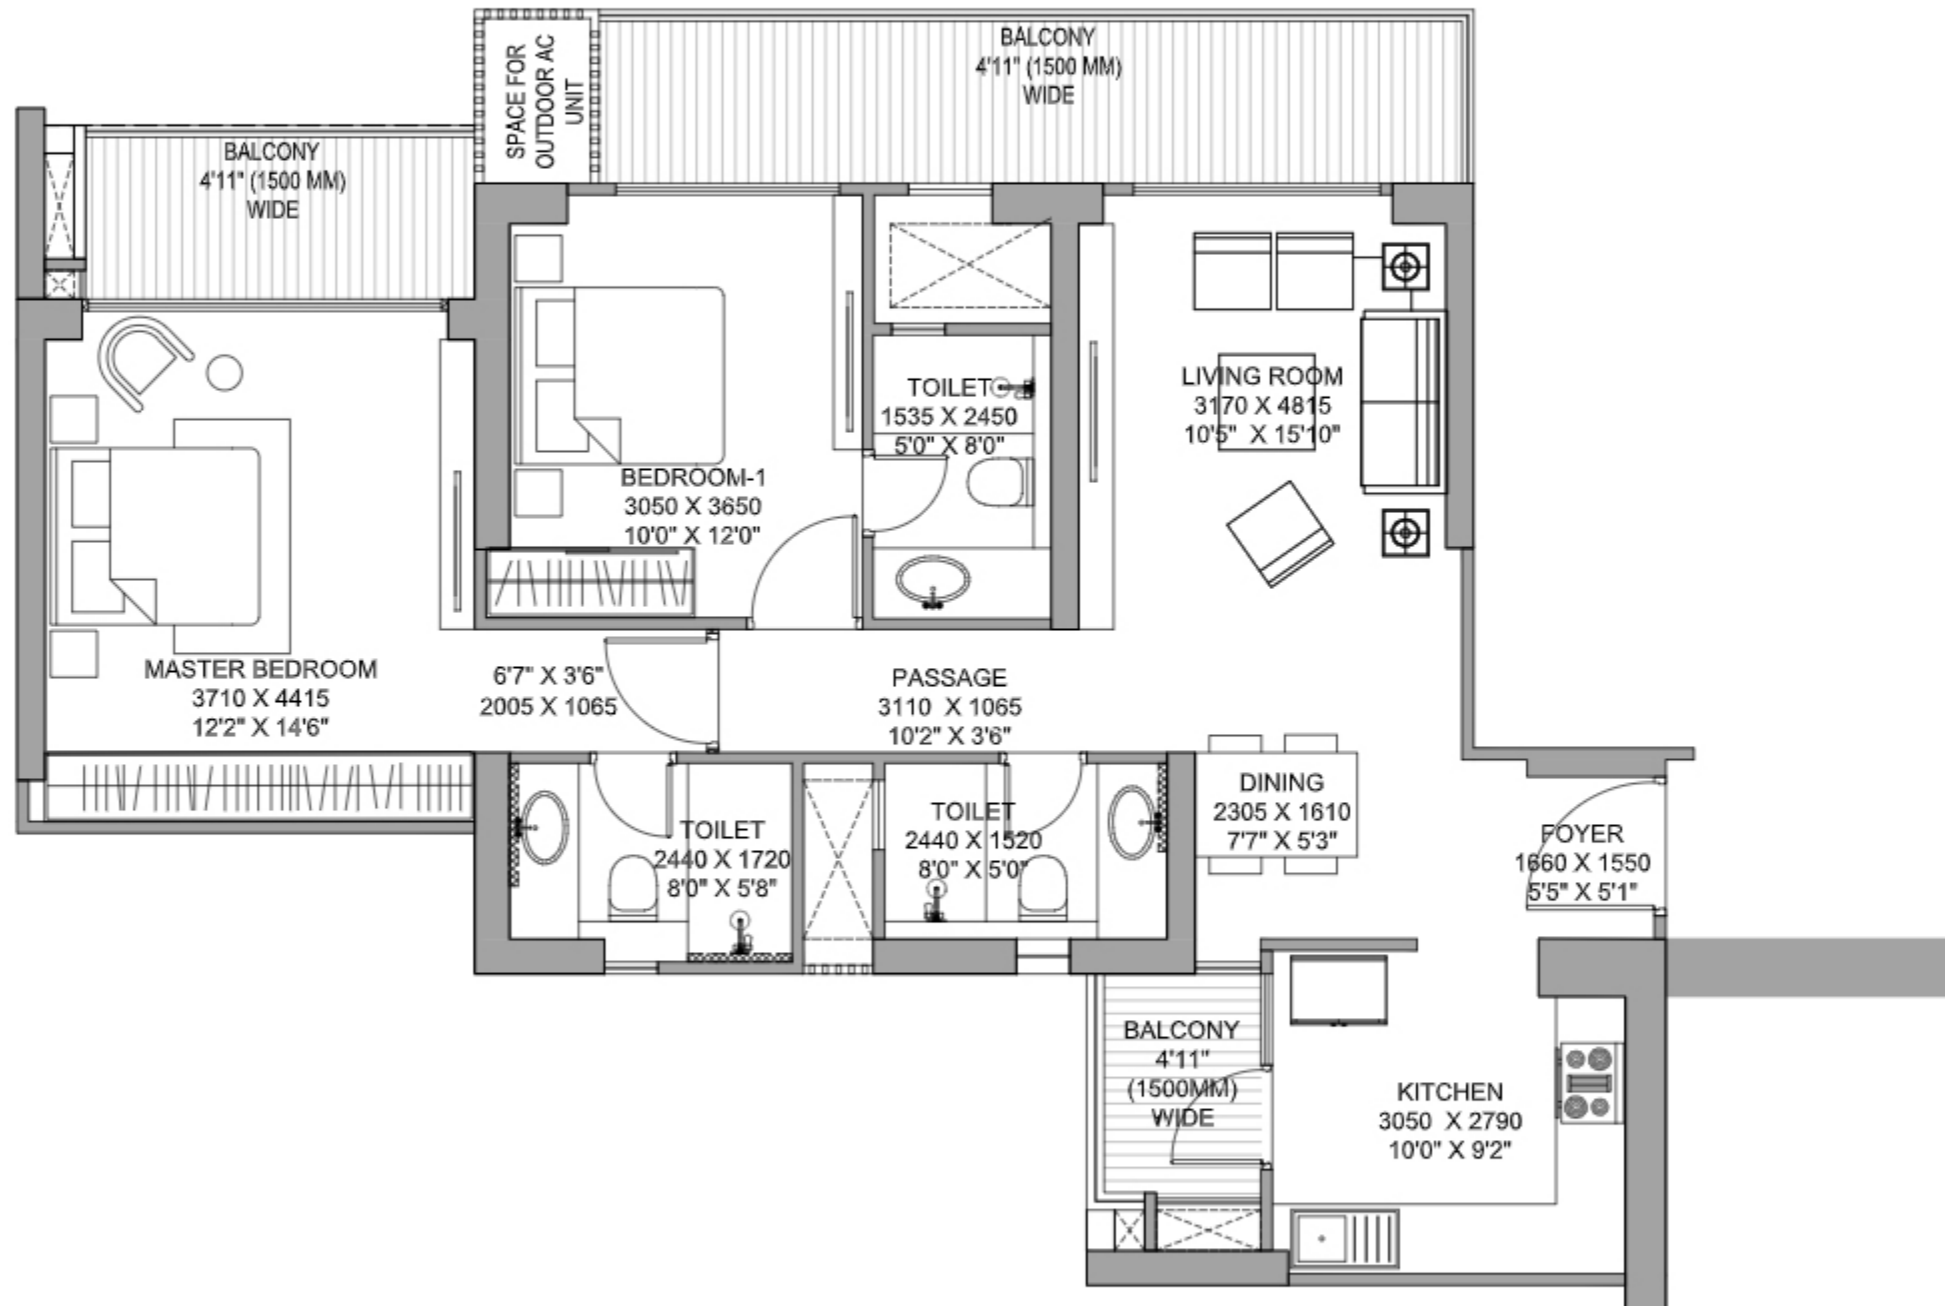 BALCONY
4'11" (1500 MM)
WIDE
SPACE FOR
OUTDOOR AC
UNIT
BALCONY
4'11" (1500 MM)
WIDE
TOILET
1535 X 2450
5'0" X 8'0"
LIVING ROOM
3170 X 4815
10'5" X 15'10"
BEDROOM-1
3050 X 3650
10'0" X 12'0"
MASTER BEDROOM
3710 X 4415
12'2" X 14'6"
6'7" X 3'6"
2005 X 1065
PASSAGE
3110 X 1065
10'2" X 3'6"
TOILET
2440 X 1720
8'0" X 5'8"
TOILET
2440 X 1520
8'0" X 5'0"
DINING
2305 X 1610
7'7" X 5'3"
FOYER
1660 X 1550
5'5" X 5'1"
BALCONY
4'11"
(1500MM)
WIDE
KITCHEN
3050 X 2790
10'0" X 9'2"